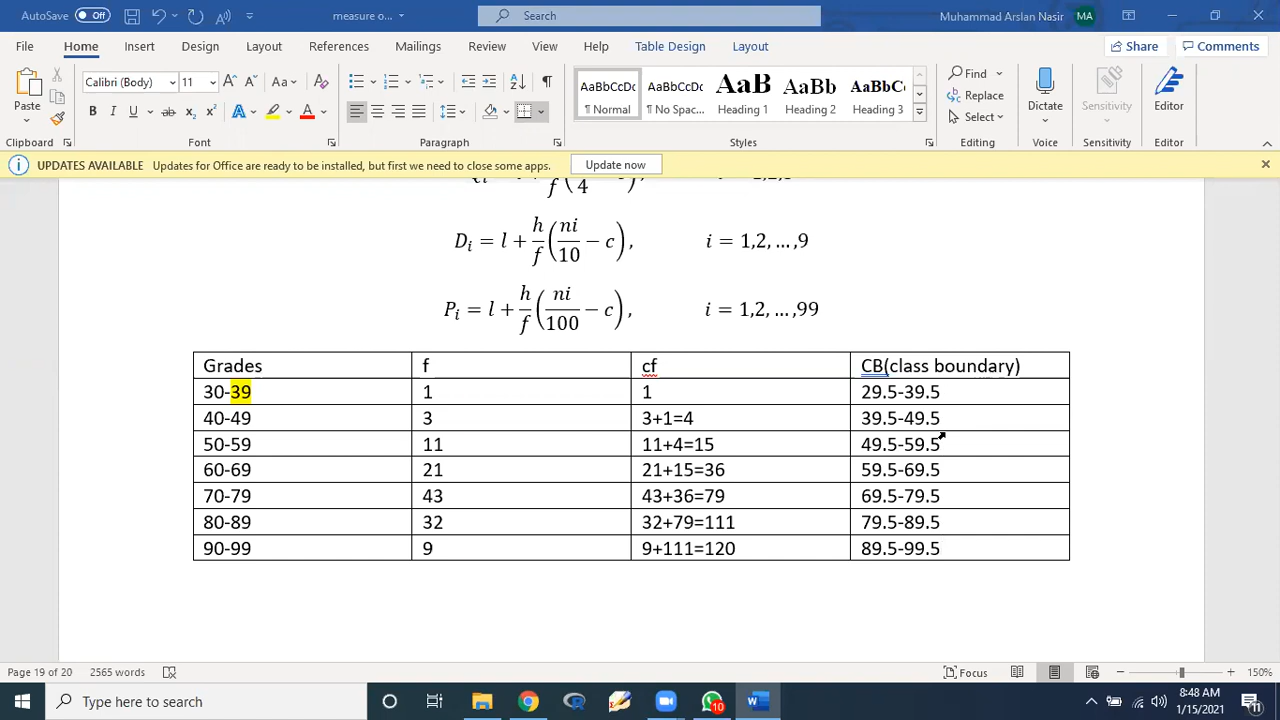 AutoSave Off measure o... Search Muhammad Arslan Nasir MA
File Home Insert Design Layout References Mailings Review View Help Table Design Layout Share Comments
Paste Calibri (Body) 11 Aa AaBbCcDc AaBbCcDc AaB AaBb AaBbC Find Replace Select Dictate Sensitivity Editor
B I U ab x₂ x² A A ¶ Normal ¶ No Spac... Heading 1 Heading 2 Heading 3
Clipboard Font Paragraph Styles Editing Voice Sensitivity Editor
UPDATES AVAILABLE Updates for Office are ready to be installed, but first we need to close some apps. Update now
D_i = l + h/f (ni/10 − c), i = 1,2, …,9
P_i = l + h/f (ni/100 − c), i = 1,2, …,99
Grades f cf CB(class boundary)
30-39 1 1 29.5-39.5
40-49 3 3+1=4 39.5-49.5
50-59 11 11+4=15 49.5-59.5
60-69 21 21+15=36 59.5-69.5
70-79 43 43+36=79 69.5-79.5
80-89 32 32+79=111 79.5-89.5
90-99 9 9+111=120 89.5-99.5
Page 19 of 20 2565 words Focus 150%
Type here to search 10 8:48 AM
1/15/2021 11